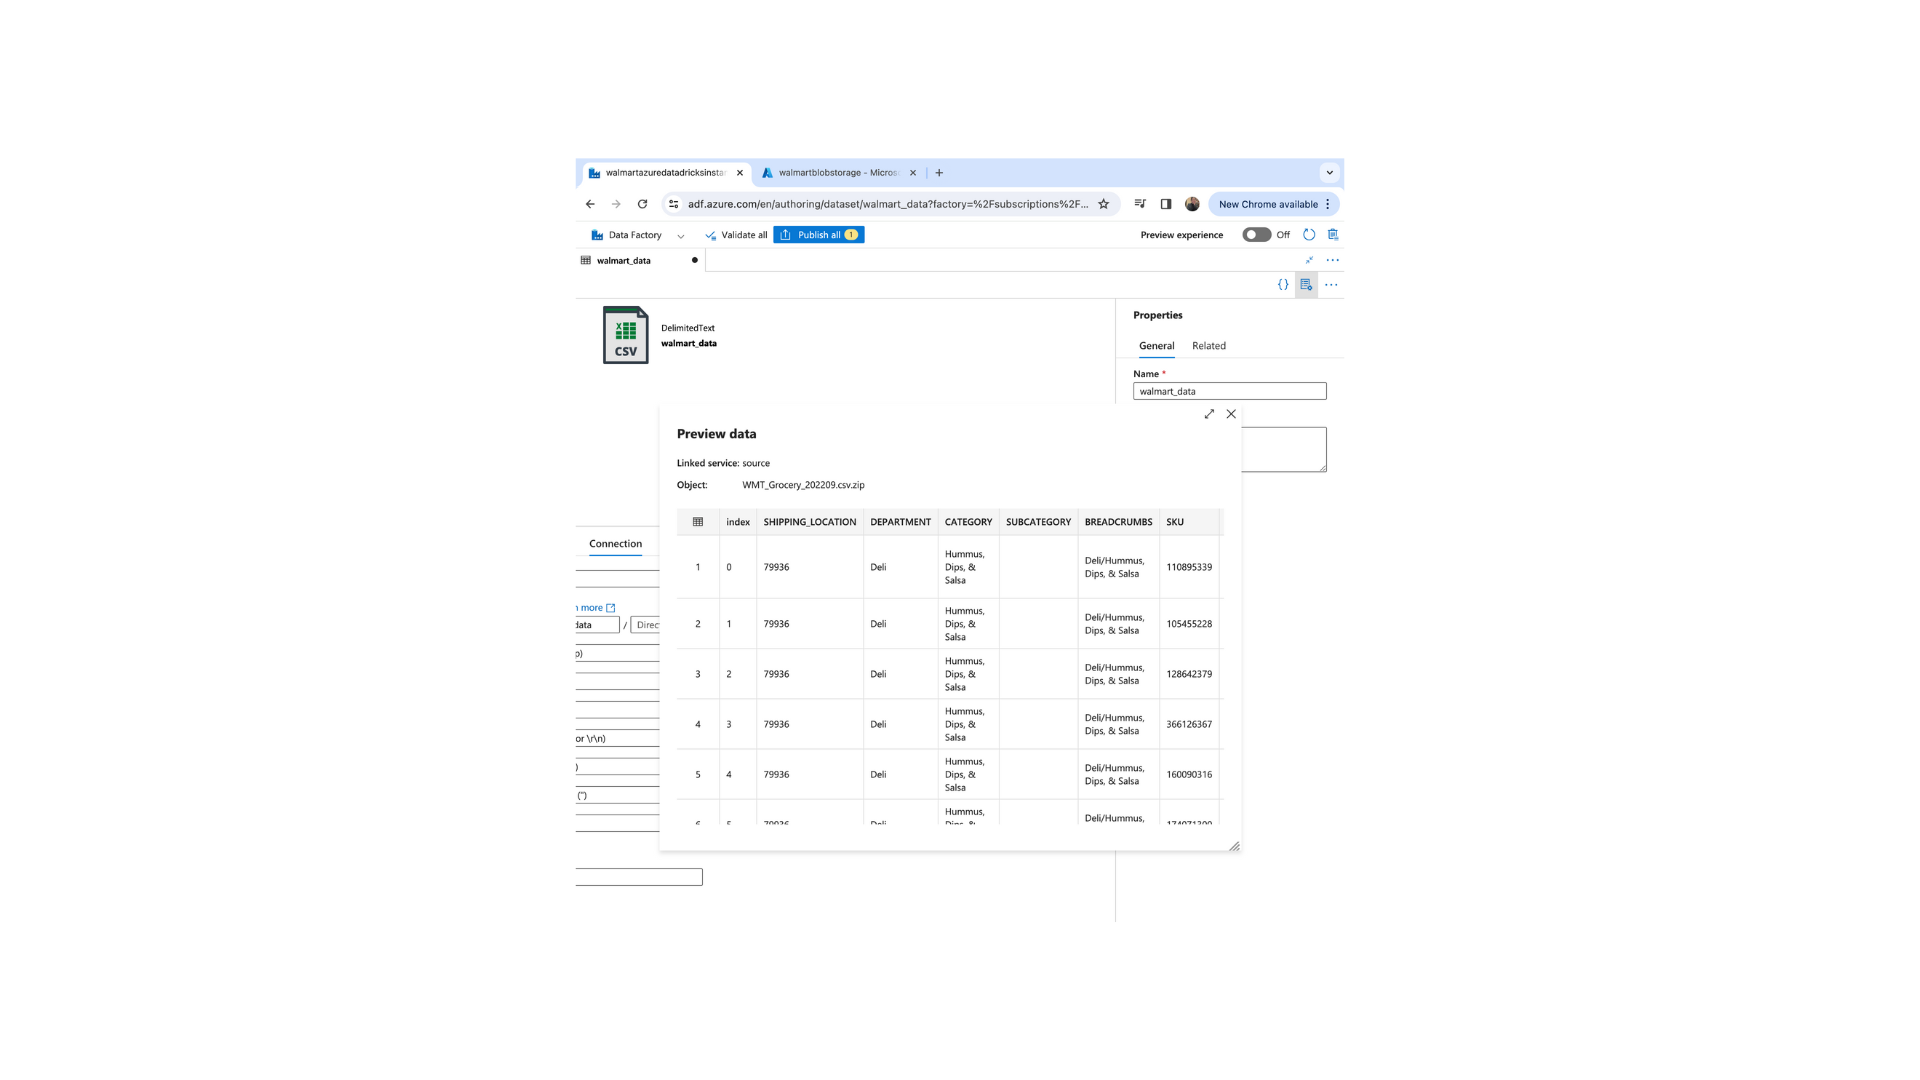 walmartazuredatadricksinsta
walmartblobstorage - Micros
adf.azure.com/en/authoring/dataset/walmart_data?factory=%2Fsubscriptions%2F...
New Chrome available
Data Factory
Validate all
Publish all 1
Preview experience
Off
walmart_data
{}
DelimitedText
walmart_data
CSV
Properties
General Related
Name *
walmart_data
Preview data
Linked service: source
Object: WMT_Grocery_202209.csv.zip
index SHIPPING_LOCATION DEPARTMENT CATEGORY SUBCATEGORY BREADCRUMBS SKU
1 0 79936 Deli Hummus, Dips, & Salsa Deli/Hummus, Dips, & Salsa 110895339
2 1 79936 Deli Hummus, Dips, & Salsa Deli/Hummus, Dips, & Salsa 105455228
3 2 79936 Deli Hummus, Dips, & Salsa Deli/Hummus, Dips, & Salsa 128642379
4 3 79936 Deli Hummus, Dips, & Salsa Deli/Hummus, Dips, & Salsa 366126367
5 4 79936 Deli Hummus, Dips, & Salsa Deli/Hummus, Dips, & Salsa 160090316
6 5 79936 Deli Hummus, Dips, & Deli/Hummus,
Connection
more
data / Direc
p)
or \r\n)
)
(")